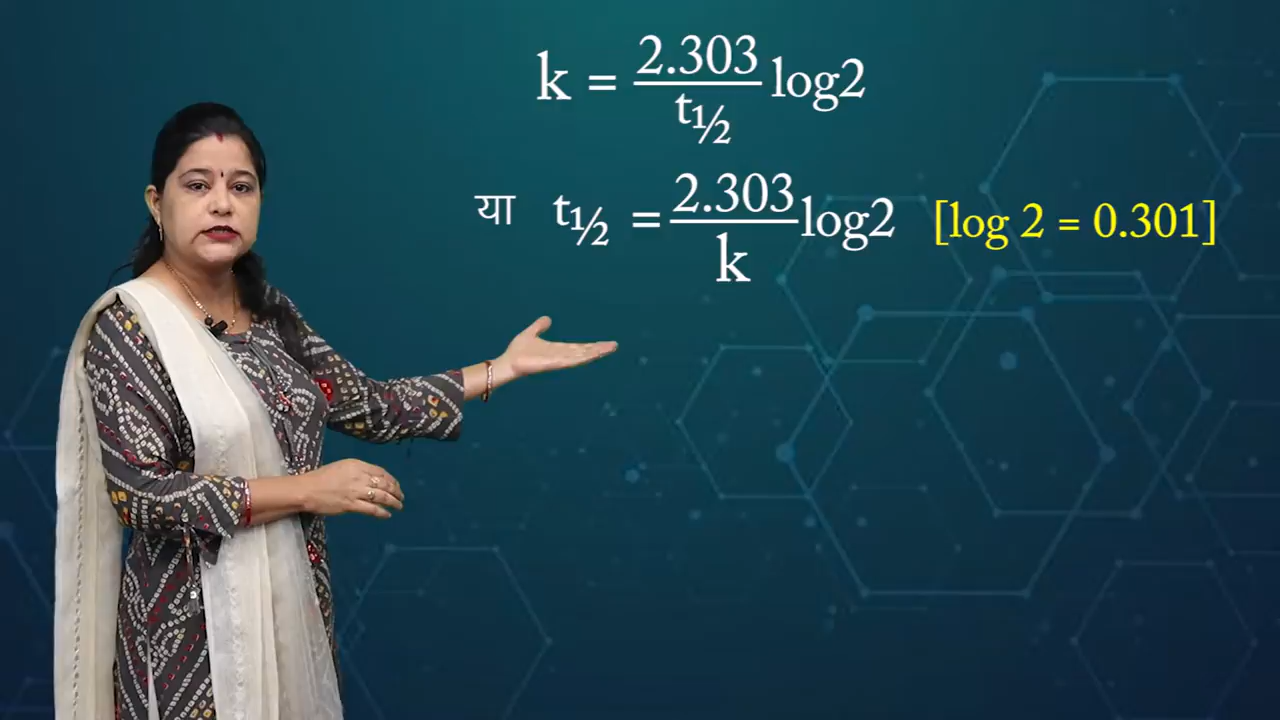 k = 2.303/t½ log2
या t½ = 2.303/k log2 [log 2 = 0.301]